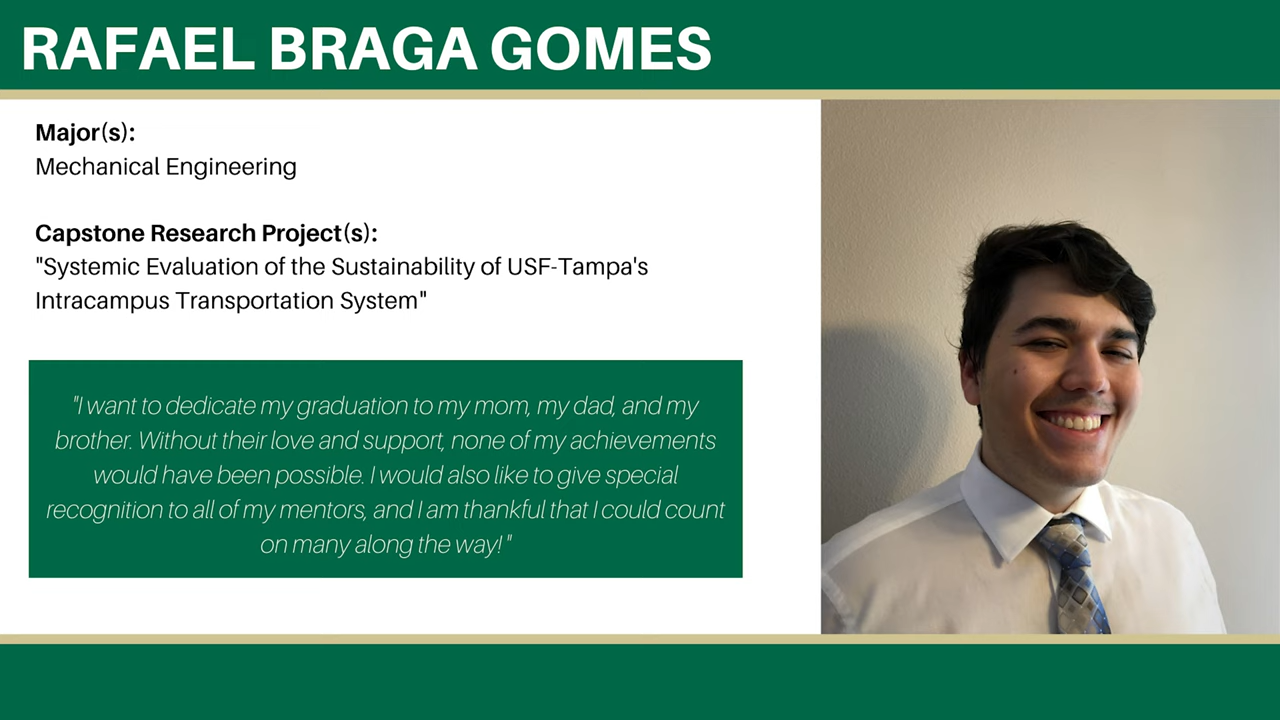 RAFAEL BRAGA GOMES
Major(s):
Mechanical Engineering
Capstone Research Project(s):
"Systemic Evaluation of the Sustainability of USF-Tampa's
Intracampus Transportation System"
"I want to dedicate my graduation to my mom, my dad, and my
brother. Without their love and support, none of my achievements
would have been possible. I would also like to give special
recognition to all of my mentors, and I am thankful that I could count
on many along the way!"